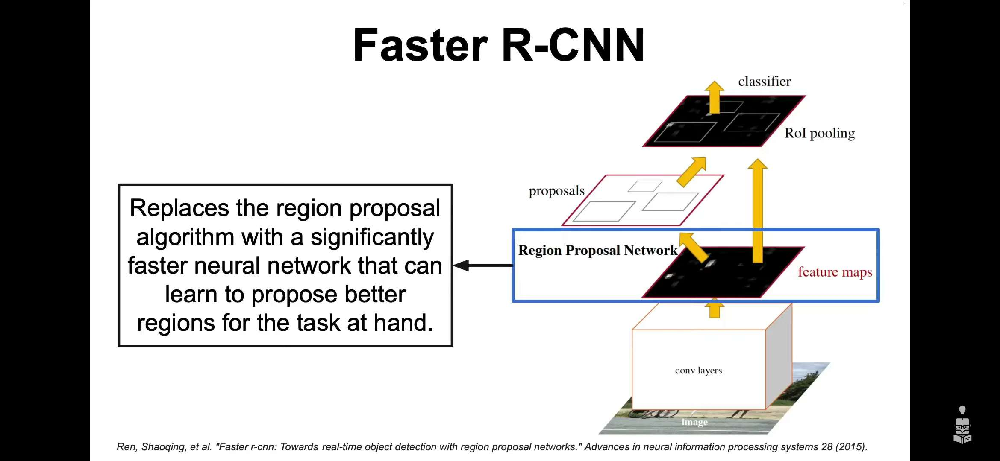 Faster R-CNN
classifier
RoI pooling
proposals
Replaces the region proposal
algorithm with a significantly
faster neural network that can
learn to propose better
regions for the task at hand.
Region Proposal Network
feature maps
conv layers
image
Ren, Shaoqing, et al. "Faster r-cnn: Towards real-time object detection with region proposal networks." Advances in neural information processing systems 28 (2015).